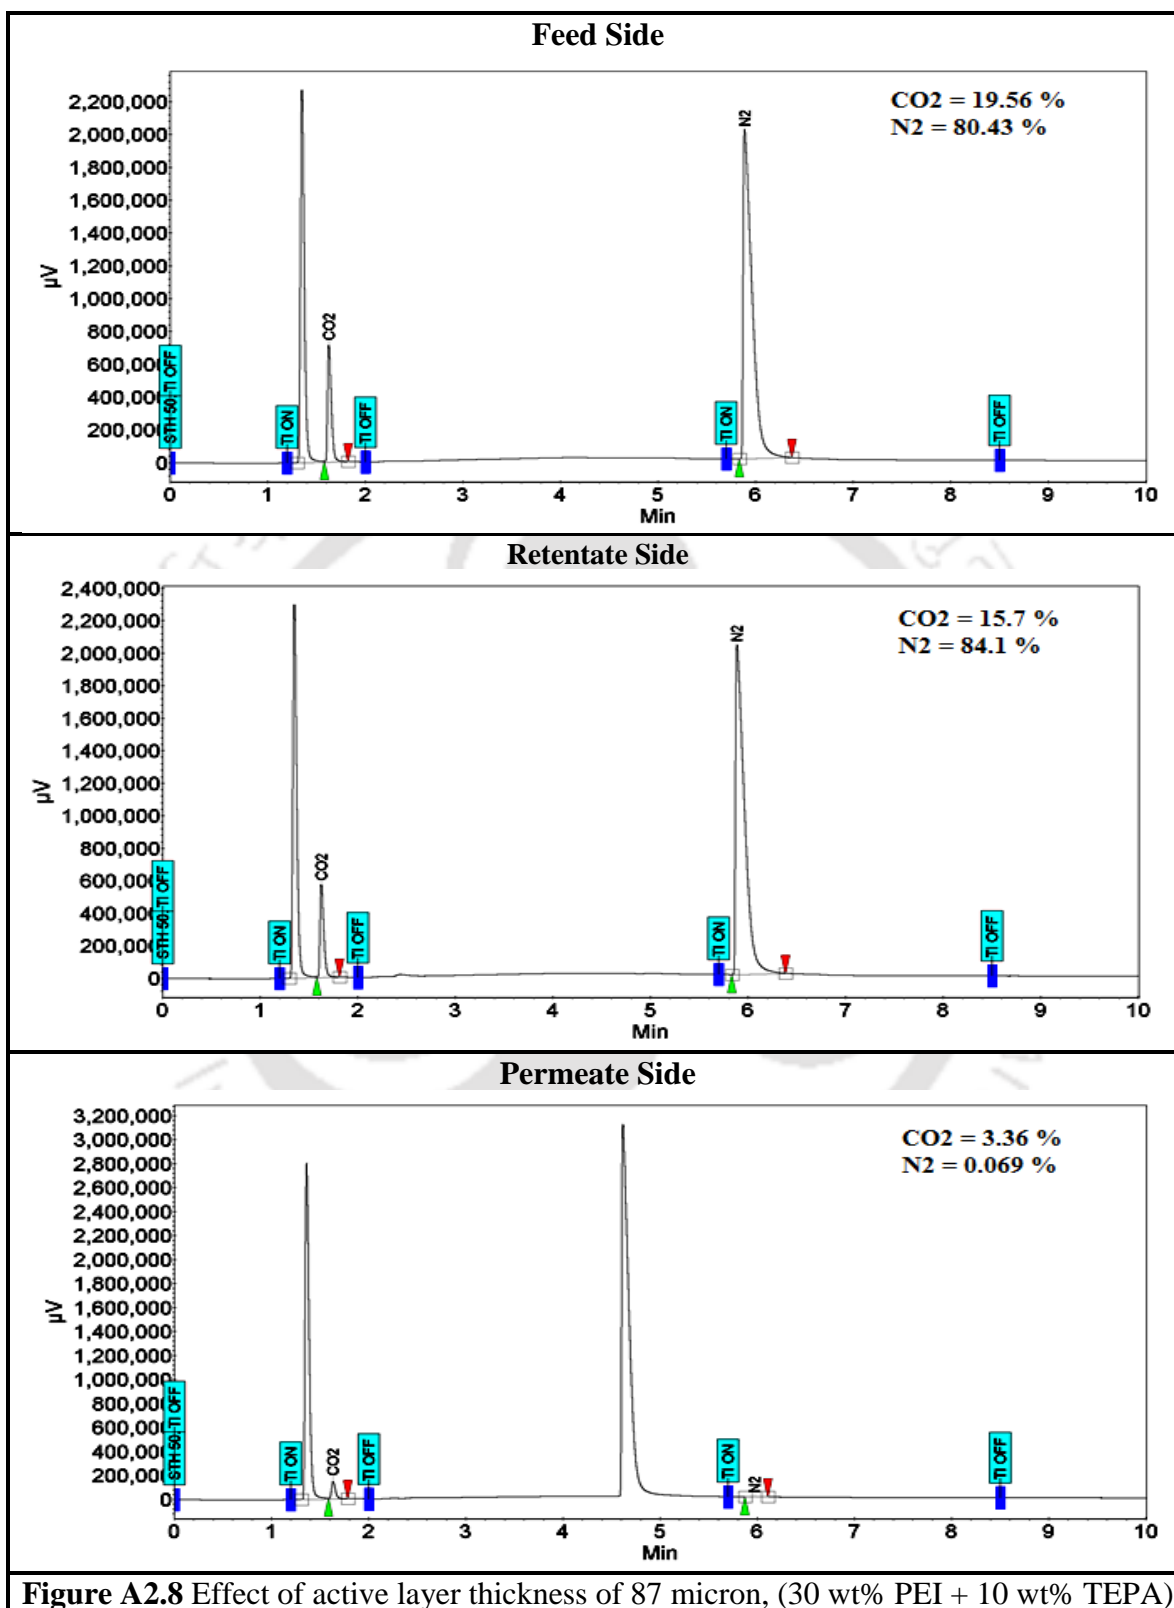 Feed Side
CO2 = 19.56 %
N2 = 80.43 %
2,200,000
2,000,000
1,800,000
1,600,000
1,400,000
1,200,000
1,000,000
800,000
600,000
400,000
200,000
0
µV
STH 50
TI OFF
TI ON
CO2
TI OFF
TI ON
N2
TI OFF
0 1 2 3 4 5 6 7 8 9 10
Min
Retentate Side
CO2 = 15.7 %
N2 = 84.1 %
2,400,000
2,200,000
2,000,000
1,800,000
1,600,000
1,400,000
1,200,000
1,000,000
800,000
600,000
400,000
200,000
0
µV
STH 50
TI OFF
TI ON
CO2
TI OFF
TI ON
N2
TI OFF
0 1 2 3 4 5 6 7 8 9 10
Min
Permeate Side
CO2 = 3.36 %
N2 = 0.069 %
3,200,000
3,000,000
2,800,000
2,600,000
2,400,000
2,200,000
2,000,000
1,800,000
1,600,000
1,400,000
1,200,000
1,000,000
800,000
600,000
400,000
200,000
0
µV
STH 50
TI OFF
TI ON
CO2
TI OFF
TI ON
N2
TI OFF
0 1 2 3 4 5 6 7 8 9 10
Min
Figure A2.8 Effect of active layer thickness of 87 micron, (30 wt% PEI + 10 wt% TEPA)